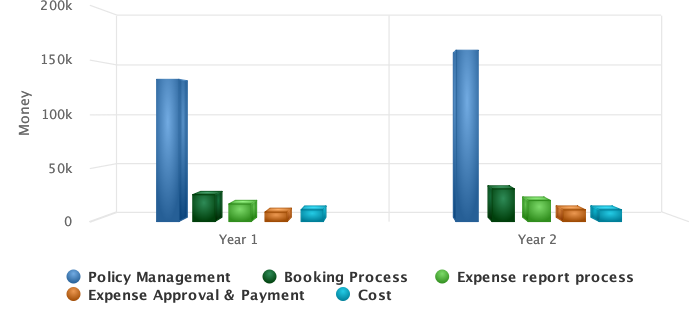 200k
150k
100k
50k
0
Money
Year 1 Year 2
Policy Management Booking Process Expense report process
Expense Approval & Payment Cost